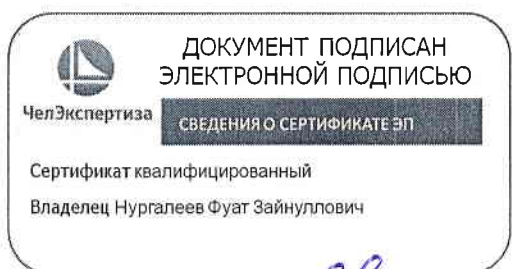 ДОКУМЕНТ ПОДПИСАН
ЭЛЕКТРОННОЙ ПОДПИСЬЮ
ЧелЭкспертиза
СВЕДЕНИЯ О СЕРТИФИКАТЕ ЭП
Сертификат квалифицированный
Владелец Нургалеев Фуат Зайнуллович